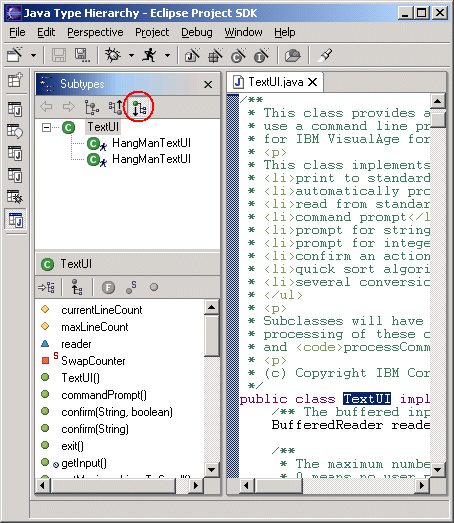 Java Type Hierarchy - Eclipse Project SDK
File Edit Perspective Project Debug Window Help
Subtypes
TextUI
HangManTextUI
HangManTextUI
TextUI
currentLineCount
maxLineCount
reader
SwapCounter
TextUI()
commandPrompt()
confirm(String, boolean)
confirm(String)
exit()
getInput()
TextUI.java
/**
* This class provides a
* use a command line pr
* for IBM VisualAge for
* <p>
* This class implements
* <li>print to standard
* <li>automatically pro
* <li>read from standar
* <li>command prompt</l
* <li>prompt for string
* <li>prompt for intege
* <li>confirm an action
* <li>quick sort algori
* <li>several conversio
* </ul>
* <p>
* Subclasses will have
* processing of these c
* and <code>processComm
* <p>
* (c) Copyright IBM Cor
*/
public class TextUI impl
/** The buffered inp
BufferedReader reade
/**
* The maximum numbe